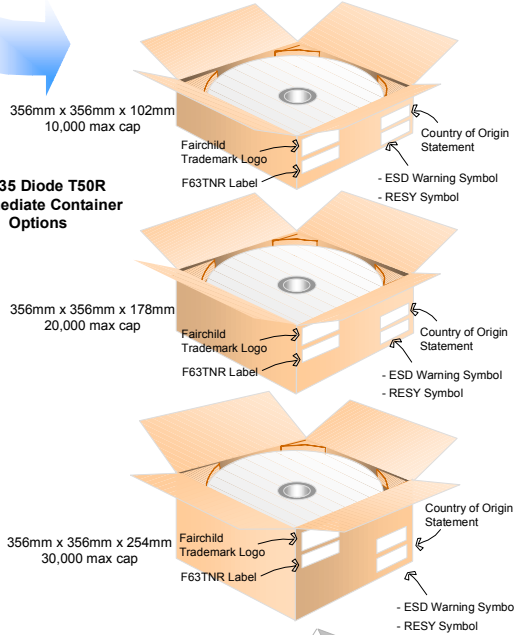 356mm x 356mm x 102mm
10,000 max cap
Fairchild
Trademark Logo
F63TNR Label
Country of Origin
Statement
- ESD Warning Symbol
- RESY Symbol
35 Diode T50R
ediate Container
Options
356mm x 356mm x 178mm
20,000 max cap
Fairchild
Trademark Logo
F63TNR Label
Country of Origin
Statement
- ESD Warning Symbol
- RESY Symbol
356mm x 356mm x 254mm
30,000 max cap
Fairchild
Trademark Logo
F63TNR Label
Country of Origin
Statement
- ESD Warning Symbo
- RESY Symbol